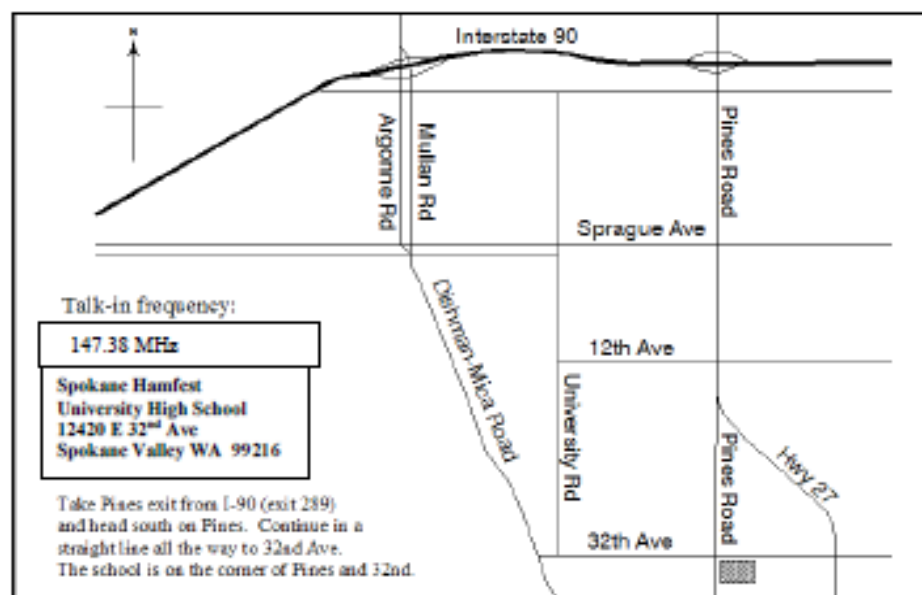 N
Interstate 90
Argonne Rd
Mullan Rd
Pines Road
Sprague Ave
Talk-in frequency:
147.38 MHz
Spokane Hamfest
University High School
12420 E 32nd Ave
Spokane Valley WA 99216
Dishman-Mica Road
12th Ave
University Rd
Pines Road
Hwy 27
32th Ave
Take Pines exit from I-90 (exit 289)
and head south on Pines. Continue in a
straight line all the way to 32nd Ave.
The school is on the corner of Pines and 32nd.